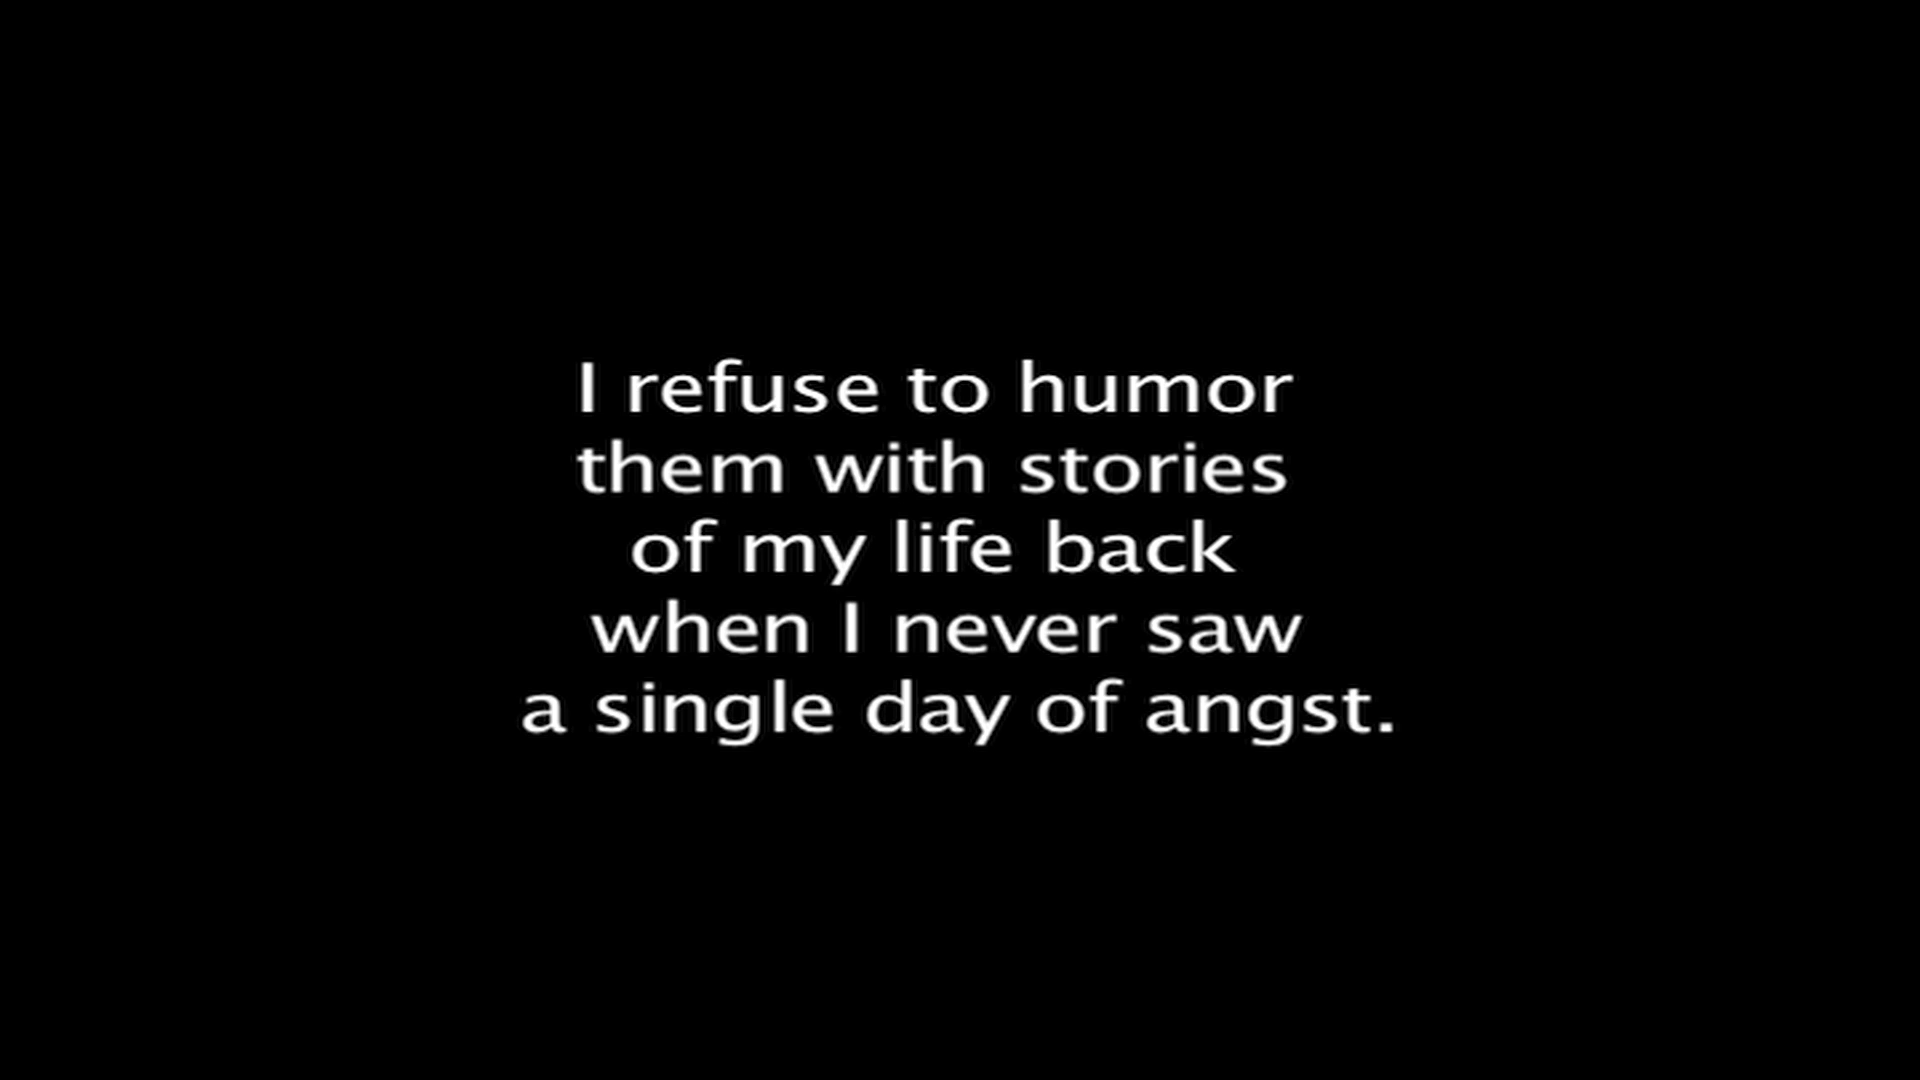 I refuse to humor
them with stories
of my life back
when I never saw
a single day of angst.